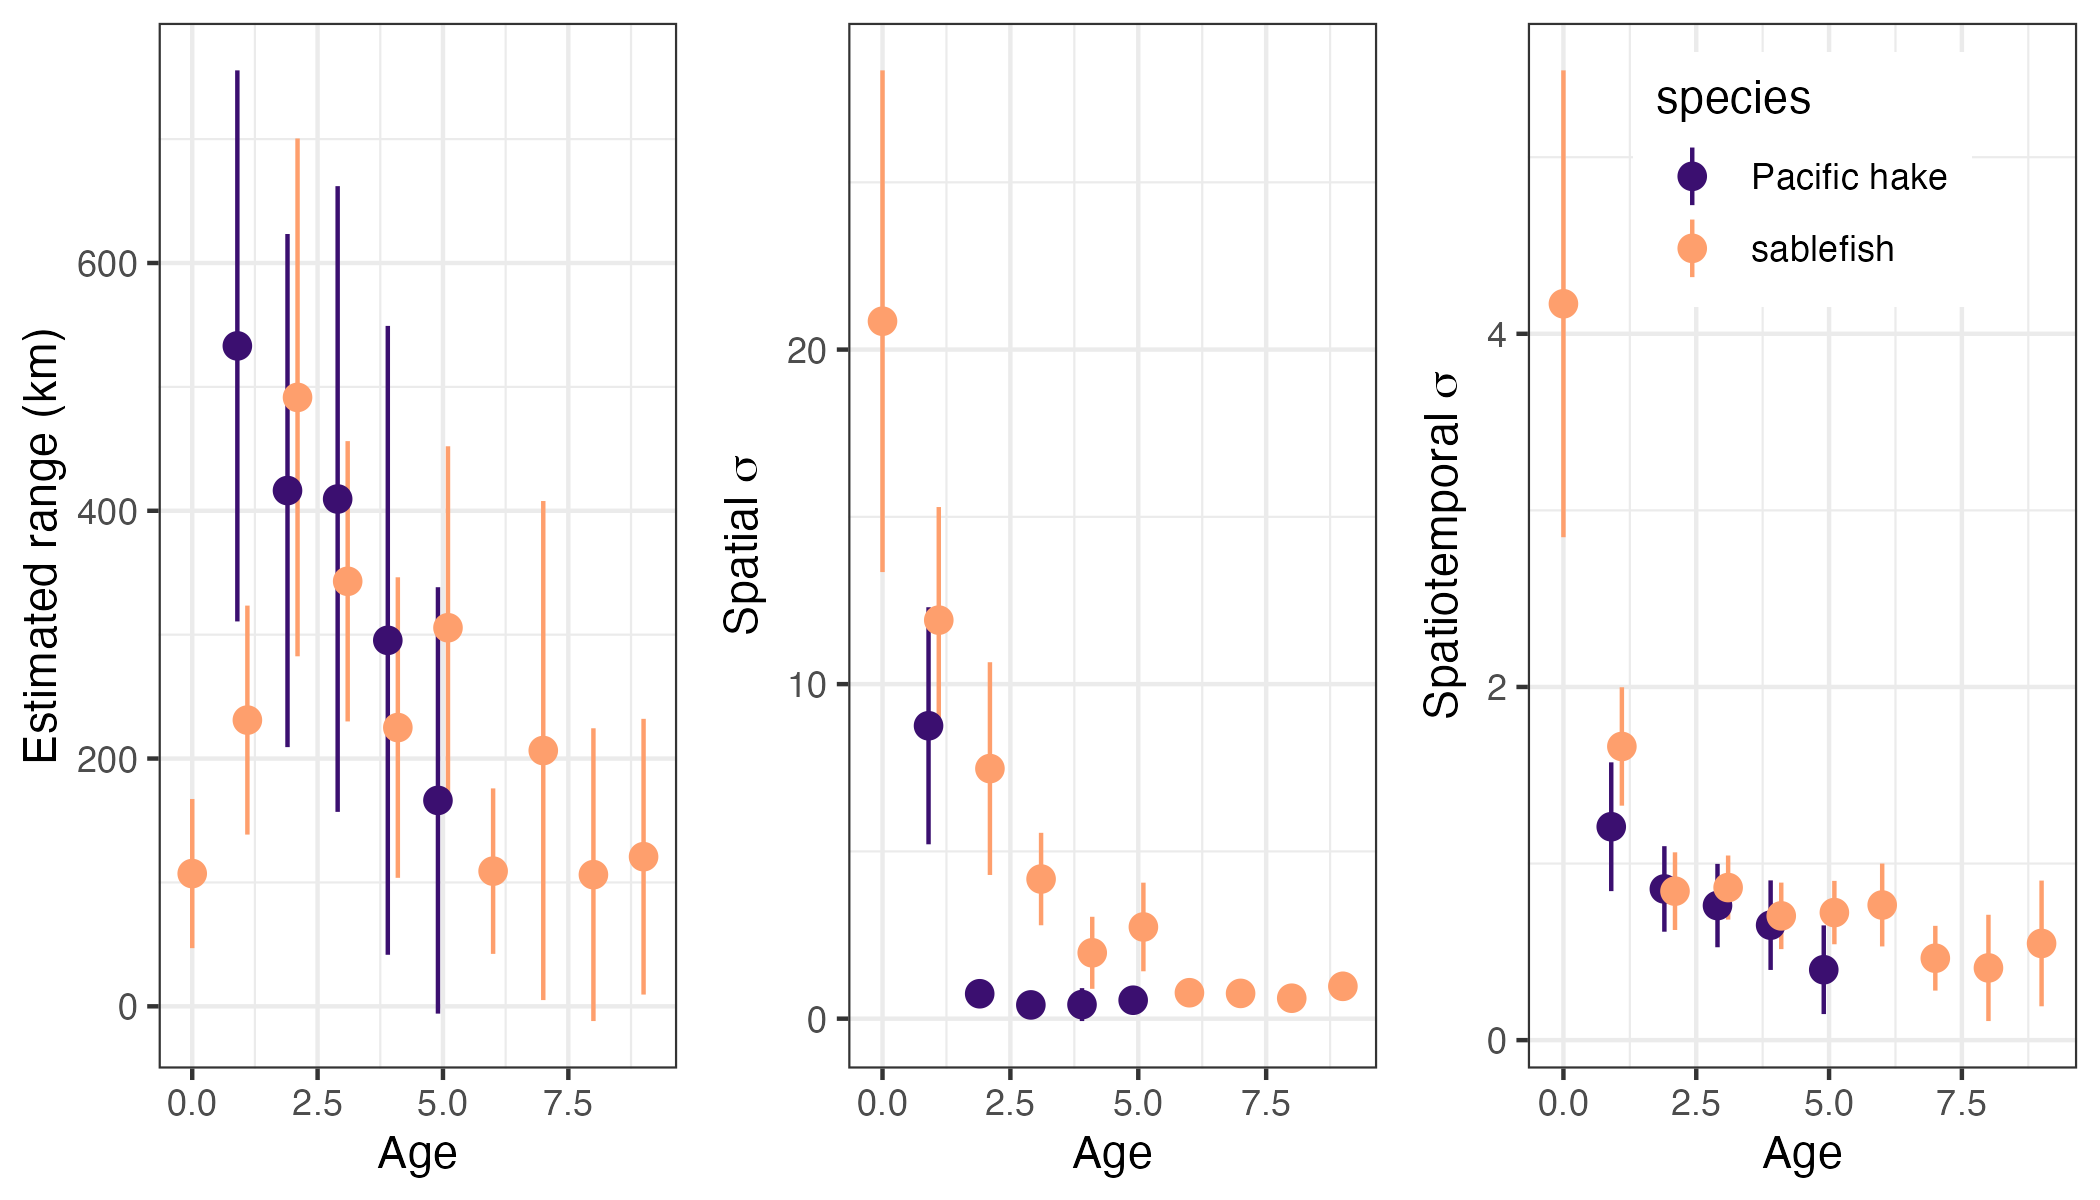 Estimated range (km)
600
400
200
0
0.0 2.5 5.0 7.5
Age
Spatial σ
20
10
0
0.0 2.5 5.0 7.5
Age
Spatiotemporal σ
4
2
0
0.0 2.5 5.0 7.5
Age
species
Pacific hake
sablefish